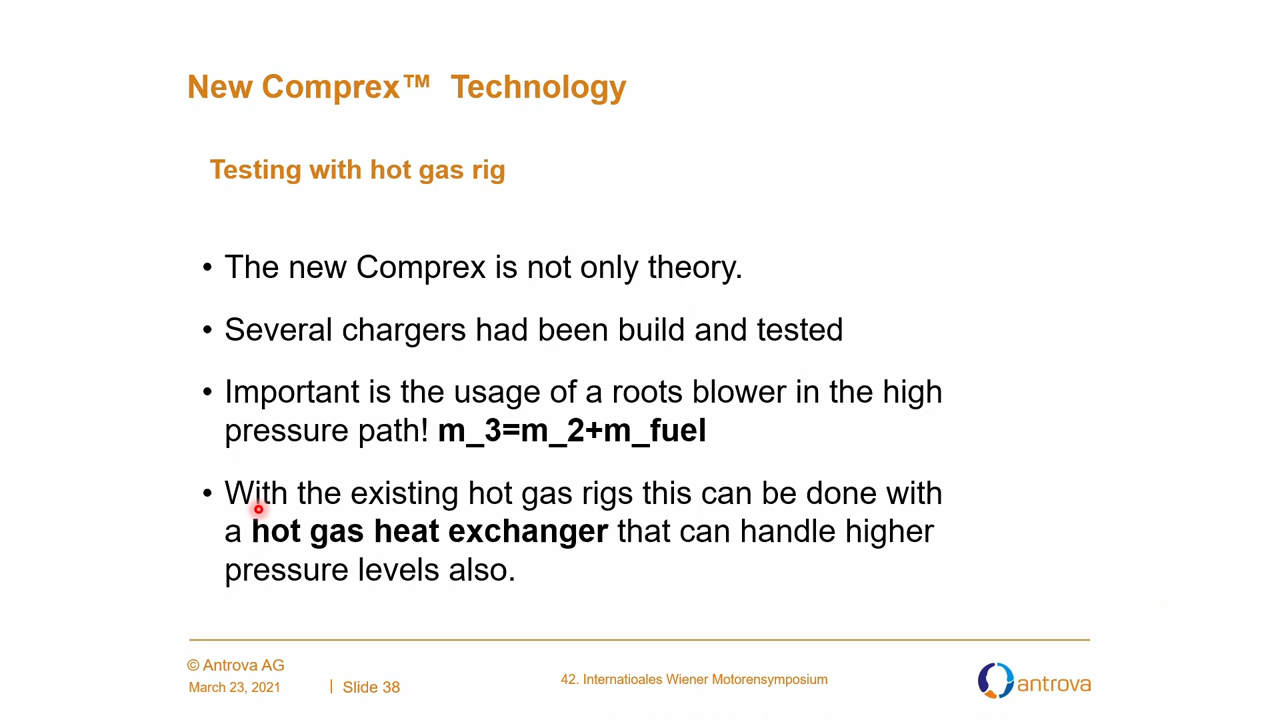 New Comprex™ Technology
Testing with hot gas rig
• The new Comprex is not only theory.
• Several chargers had been build and tested
• Important is the usage of a roots blower in the high
pressure path! m_3=m_2+m_fuel
• With the existing hot gas rigs this can be done with
a hot gas heat exchanger that can handle higher
pressure levels also.
© Antrova AG
March 23, 2021 | Slide 38
42. Internatioales Wiener Motorensymposium
antrova